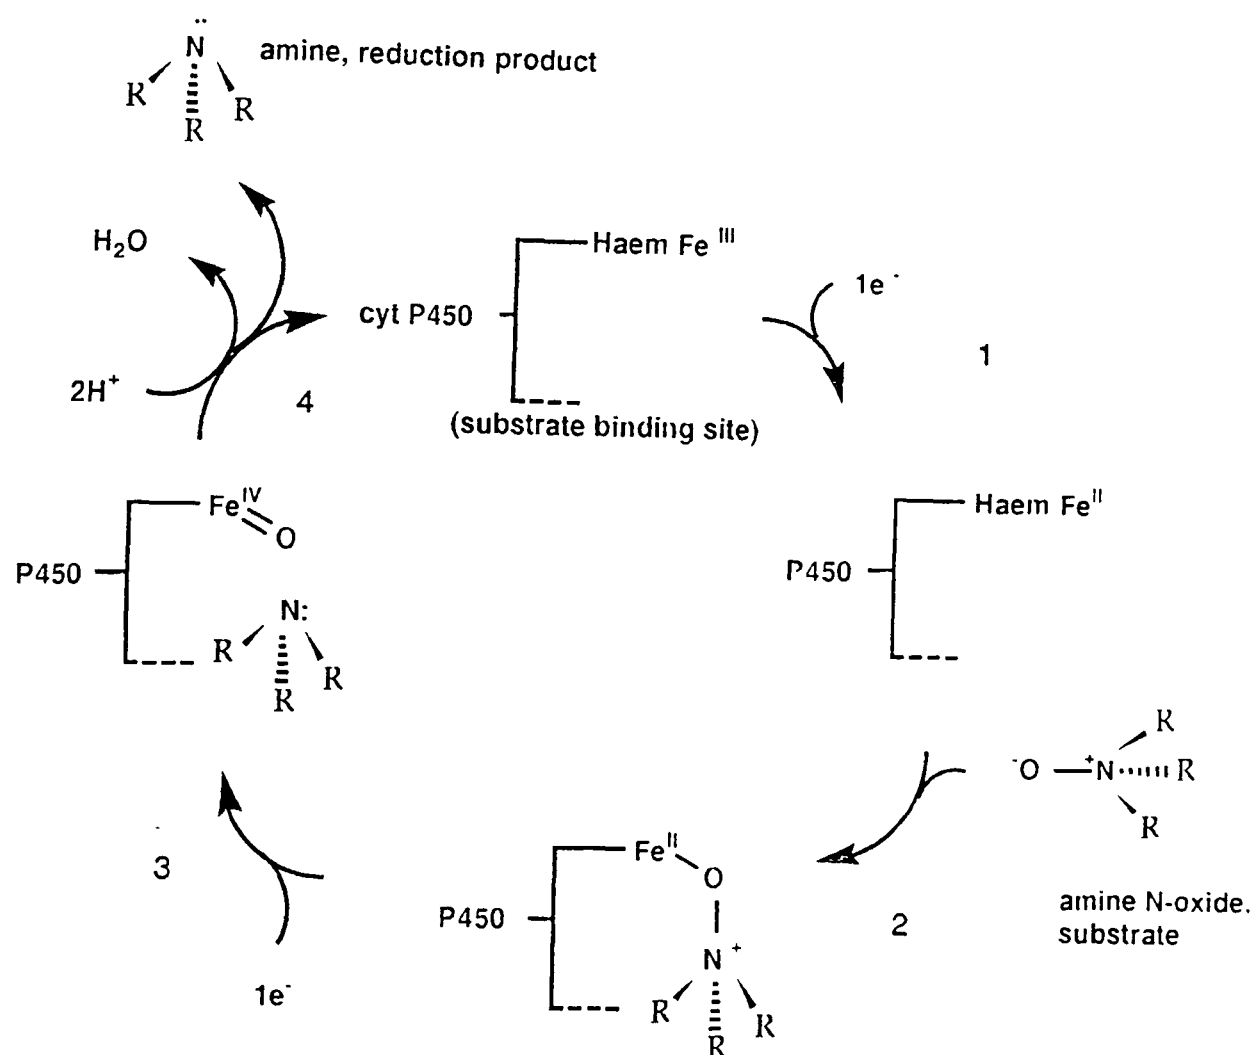 N̈
amine, reduction product
R
R
R
H₂O
Haem Fe III
1e⁻
cyt P450
1
2H⁺
4
(substrate binding site)
Fe IV
O
Haem Fe II
P450
P450
N:
R
R
R
R
⁻O
⁺N
R
R
3
Fe II
O
P450
2
amine N-oxide.
substrate
N⁺
1e⁻
R
R
R